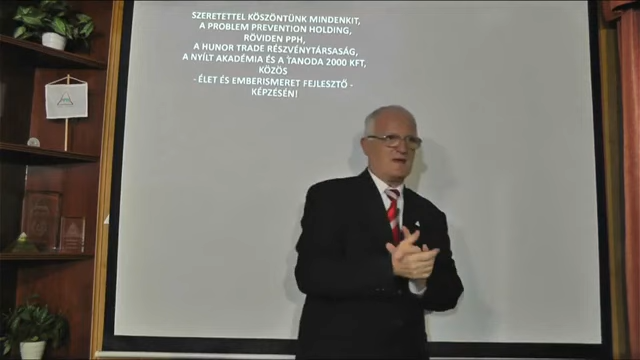 SZERETETTEL KÖSZÖNTÜNK MINDENKIT,
A PROBLEM PREVENTION HOLDING,
RÖVIDEN PPH,
A HUNOR TRADE RÉSZVÉNYTÁRSASÁG,
A NYÍLT AKADÉMIA ÉS A TANODA 2000 KFT,
KÖZÖS
- ÉLET ÉS EMBERISMERET FEJLESZTŐ -
KÉPZÉSÉN!